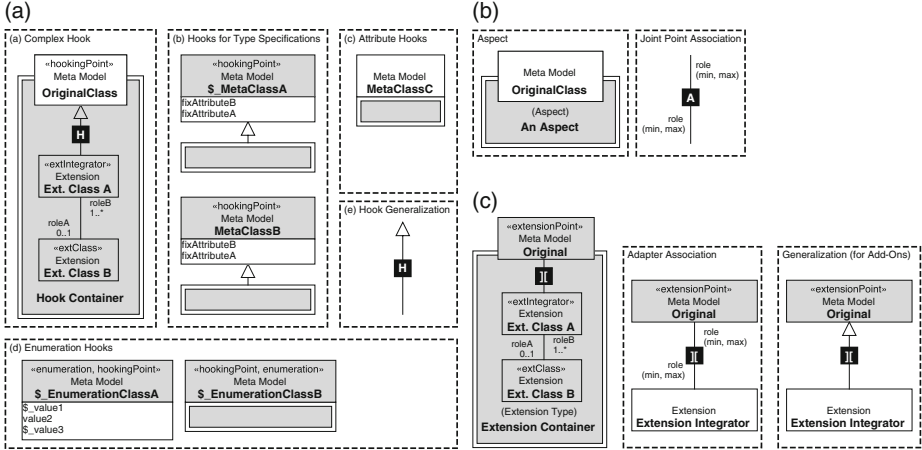 (a)
(a) Complex Hook
«hookingPoint»
Meta Model
OriginalClass
H
«extIntegrator»
Extension
Ext. Class A
roleB
1..*
roleA
0..1
«extClass»
Extension
Ext. Class B
Hook Container
(b) Hooks for Type Specifications
«hookingPoint»
Meta Model
$_MetaClassA
fixAttributeB
fixAttributeA
«hookingPoint»
Meta Model
MetaClassB
fixAttributeB
fixAttributeA
(c) Attribute Hooks
Meta Model
MetaClassC
(e) Hook Generalization
H
(d) Enumeration Hooks
«enumeration, hookingPoint»
Meta Model
$_EnumerationClassA
$_value1
value2
$_value3
«hookingPoint, enumeration»
Meta Model
$_EnumerationClassB
(b)
Aspect
Meta Model
OriginalClass
(Aspect)
An Aspect
Joint Point Association
role
(min, max)
A
role
(min, max)
(c)
«extensionPoint»
Meta Model
Original
][
«extIntegrator»
Extension
Ext. Class A
roleA
0..1
roleB
1..*
«extClass»
Extension
Ext. Class B
(Extension Type)
Extension Container
Adapter Association
«extensionPoint»
Meta Model
Original
role
(min, max)
][
role
(min, max)
Extension
Extension Integrator
Generalization (for Add-Ons)
«extensionPoint»
Meta Model
Original
][
Extension
Extension Integrator